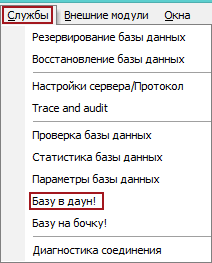 Службы Внешние модули Окна
Резервирование базы данных
Восстановление базы данных
Настройки сервера/Протокол
Trace and audit
Проверка базы данных
Статистика базы данных
Параметры базы данных
Базу в даун!
Базу на бочку!
Диагностика соединения